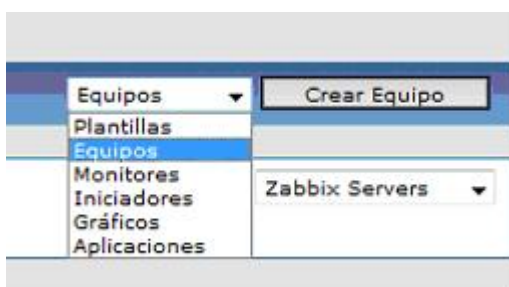 Equipos Crear Equipo
Plantillas
Equipos
Monitores
Iniciadores
Gráficos
Aplicaciones
Zabbix Servers